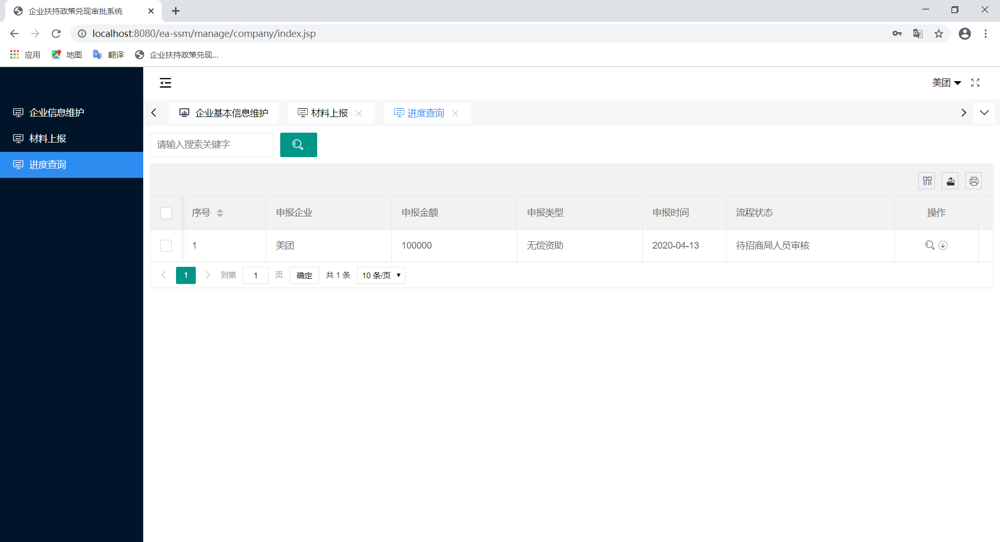 企业扶持政策兑现审批系统
localhost:8080/ea-ssm/manage/company/index.jsp
应用 地图 翻译 企业扶持政策兑现...
美团
企业信息维护
材料上报
进度查询
企业基本信息维护 材料上报 进度查询
请输入搜索关键字
序号 申报企业 申报金额 申报类型 申报时间 流程状态 操作
1 美团 100000 无偿资助 2020-04-13 待招商局人员审核
1 到第 1 页 确定 共 1 条 10 条/页